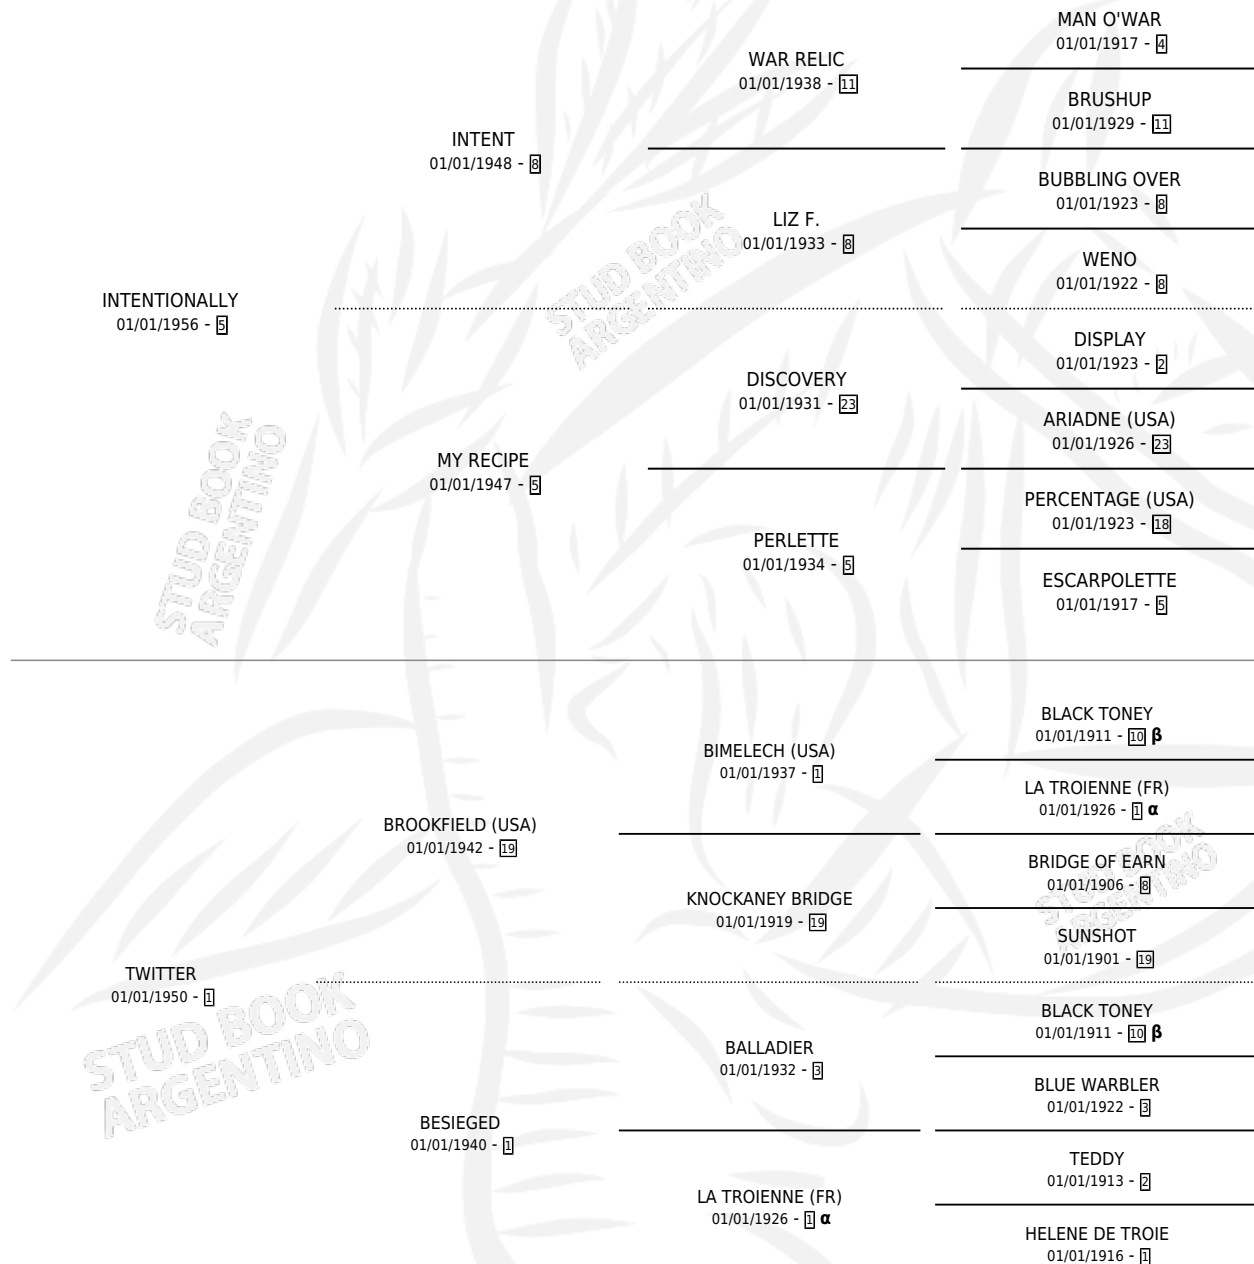 MAN O'WAR
01/01/1917 - 4
WAR RELIC
01/01/1938 - 11
BRUSHUP
01/01/1929 - 11
INTENT
01/01/1948 - 8
BUBBLING OVER
01/01/1923 - 8
LIZ F.
01/01/1933 - 8
WENO
01/01/1922 - 8
INTENTIONALLY
01/01/1956 - 5
DISPLAY
01/01/1923 - 2
DISCOVERY
01/01/1931 - 23
ARIADNE (USA)
01/01/1926 - 23
MY RECIPE
01/01/1947 - 5
PERCENTAGE (USA)
01/01/1923 - 18
PERLETTE
01/01/1934 - 5
ESCARPOLETTE
01/01/1917 - 5
BLACK TONEY
01/01/1911 - 10 β
BIMELECH (USA)
01/01/1937 - 1
LA TROIENNE (FR)
01/01/1926 - 1 α
BROOKFIELD (USA)
01/01/1942 - 19
BRIDGE OF EARN
01/01/1906 - 8
KNOCKANEY BRIDGE
01/01/1919 - 19
SUNSHOT
01/01/1901 - 19
TWITTER
01/01/1950 - 1
BLACK TONEY
01/01/1911 - 10 β
BALLADIER
01/01/1932 - 3
BLUE WARBLER
01/01/1922 - 3
BESIEGED
01/01/1940 - 1
TEDDY
01/01/1913 - 2
LA TROIENNE (FR)
01/01/1926 - 1 α
HELENE DE TROIE
01/01/1916 - 1
STUD BOOK
ARGENTINO
STUD BOOK
ARGENTINO
STUD BOOK
ARGENTINO
STUD BOOK
ARGENTINO